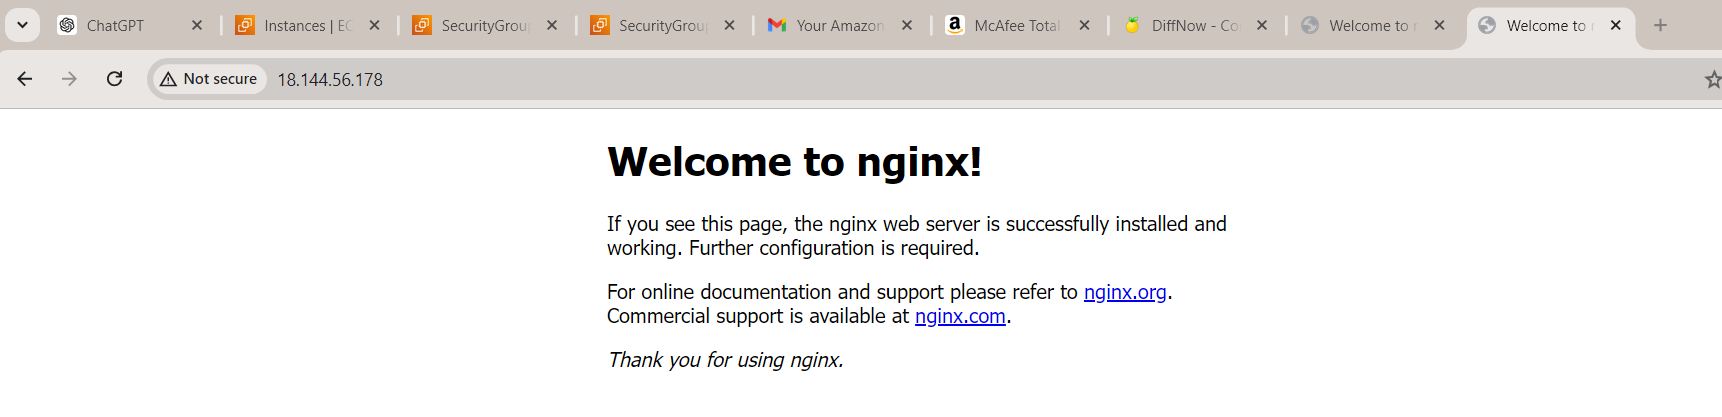 ChatGPT
Instances | EC
SecurityGroup
SecurityGroup
Your Amazon
McAfee Total
DiffNow - Co
Welcome to n
Welcome to n
Not secure
18.144.56.178
Welcome to nginx!
If you see this page, the nginx web server is successfully installed and
working. Further configuration is required.
For online documentation and support please refer to nginx.org.
Commercial support is available at nginx.com.
Thank you for using nginx.